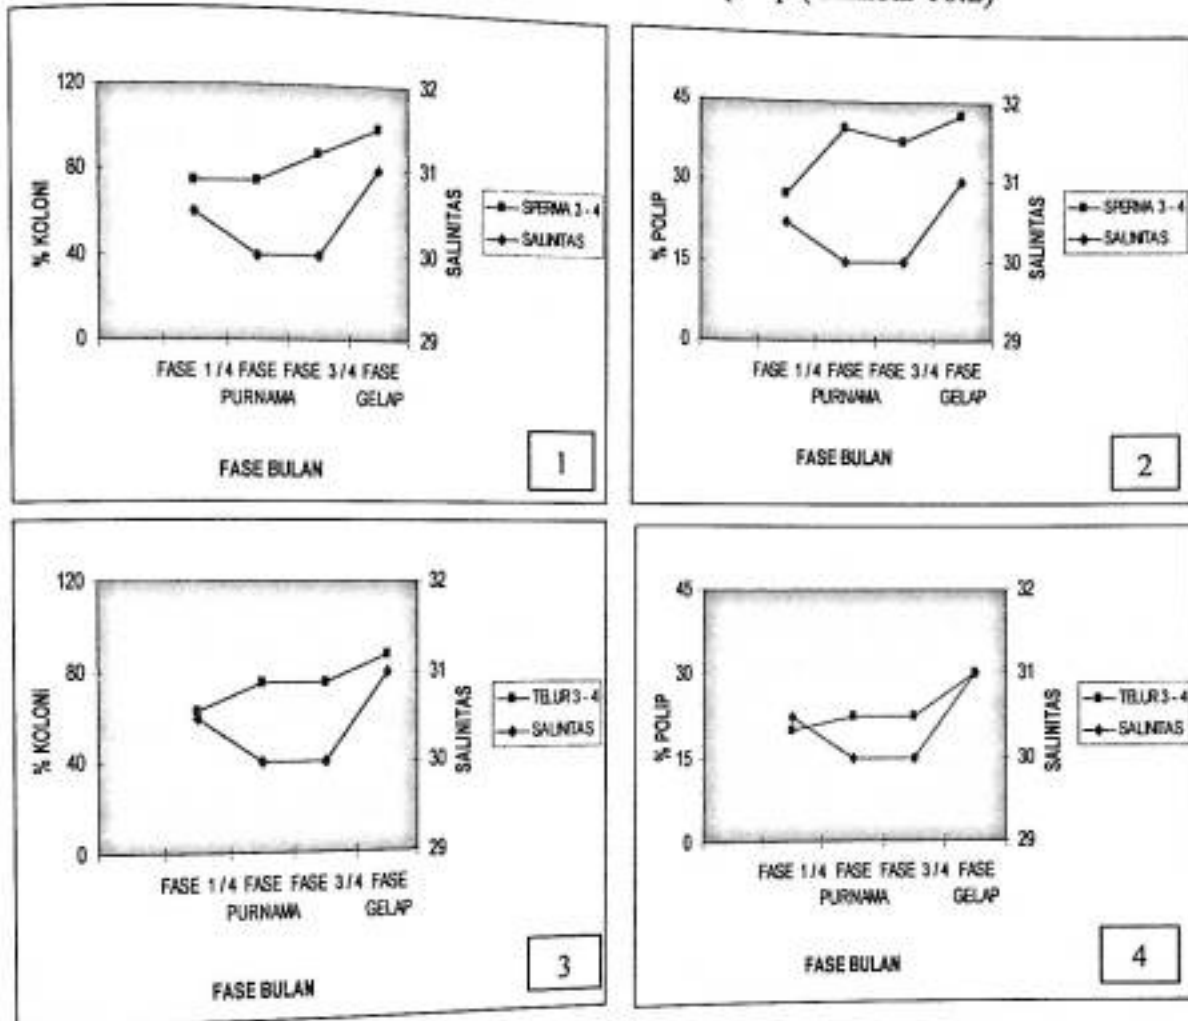 120
80
40
0
% KOLONI
32
31
30
29
SALINITAS
SPERMA 3 - 4
SALINITAS
FASE 1 / 4 FASE FASE 3 / 4 FASE
PURNAMA GELAP
FASE BULAN
1
45
30
15
0
% POLIP
32
31
30
29
SALINITAS
SPERMA 3 - 4
SALINITAS
FASE 1 / 4 FASE FASE 3 / 4 FASE
PURNAMA GELAP
FASE BULAN
2
120
80
40
0
% KOLONI
32
31
30
29
SALINITAS
TELUR 3 - 4
SALINITAS
FASE 1 / 4 FASE FASE 3 / 4 FASE
PURNAMA GELAP
FASE BULAN
3
45
30
15
0
% POLIP
32
31
30
29
SALINITAS
TELUR 3 - 4
SALINITAS
FASE 1 / 4 FASE FASE 3 / 4 FASE
PURNAMA GELAP
FASE BULAN
4